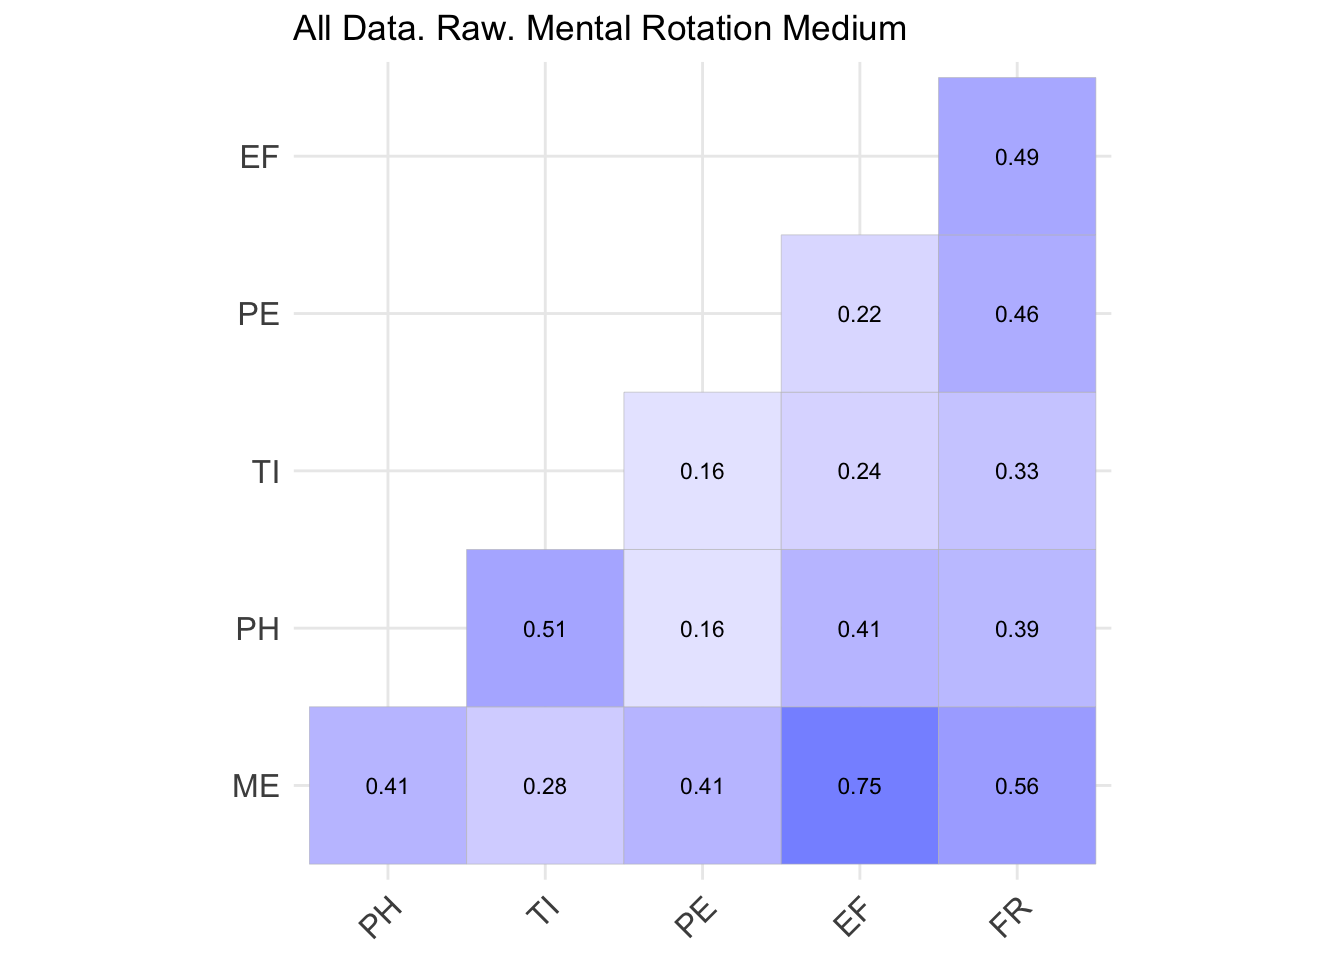 All Data. Raw. Mental Rotation Medium
EF 0.49
PE 0.22 0.46
TI 0.16 0.24 0.33
PH 0.51 0.16 0.41 0.39
ME 0.41 0.28 0.41 0.75 0.56
PH TI PE EF FR